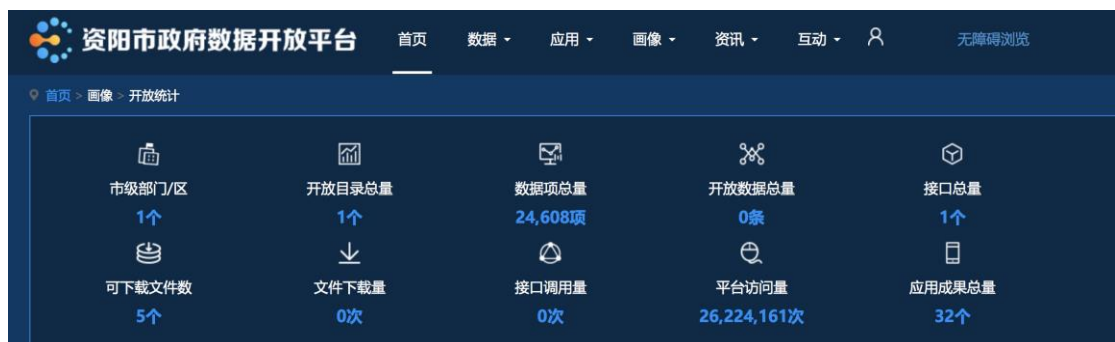 资阳市政府数据开放平台 首页 数据 应用 画像 资讯 互动 无障碍浏览
首页 > 画像 > 开放统计
市级部门/区 开放目录总量 数据项总量 开放数据总量 接口总量
1个 1个 24,608项 0条 1个
可下载文件数 文件下载量 接口调用量 平台访问量 应用成果总量
5个 0次 0次 26,224,161次 32个